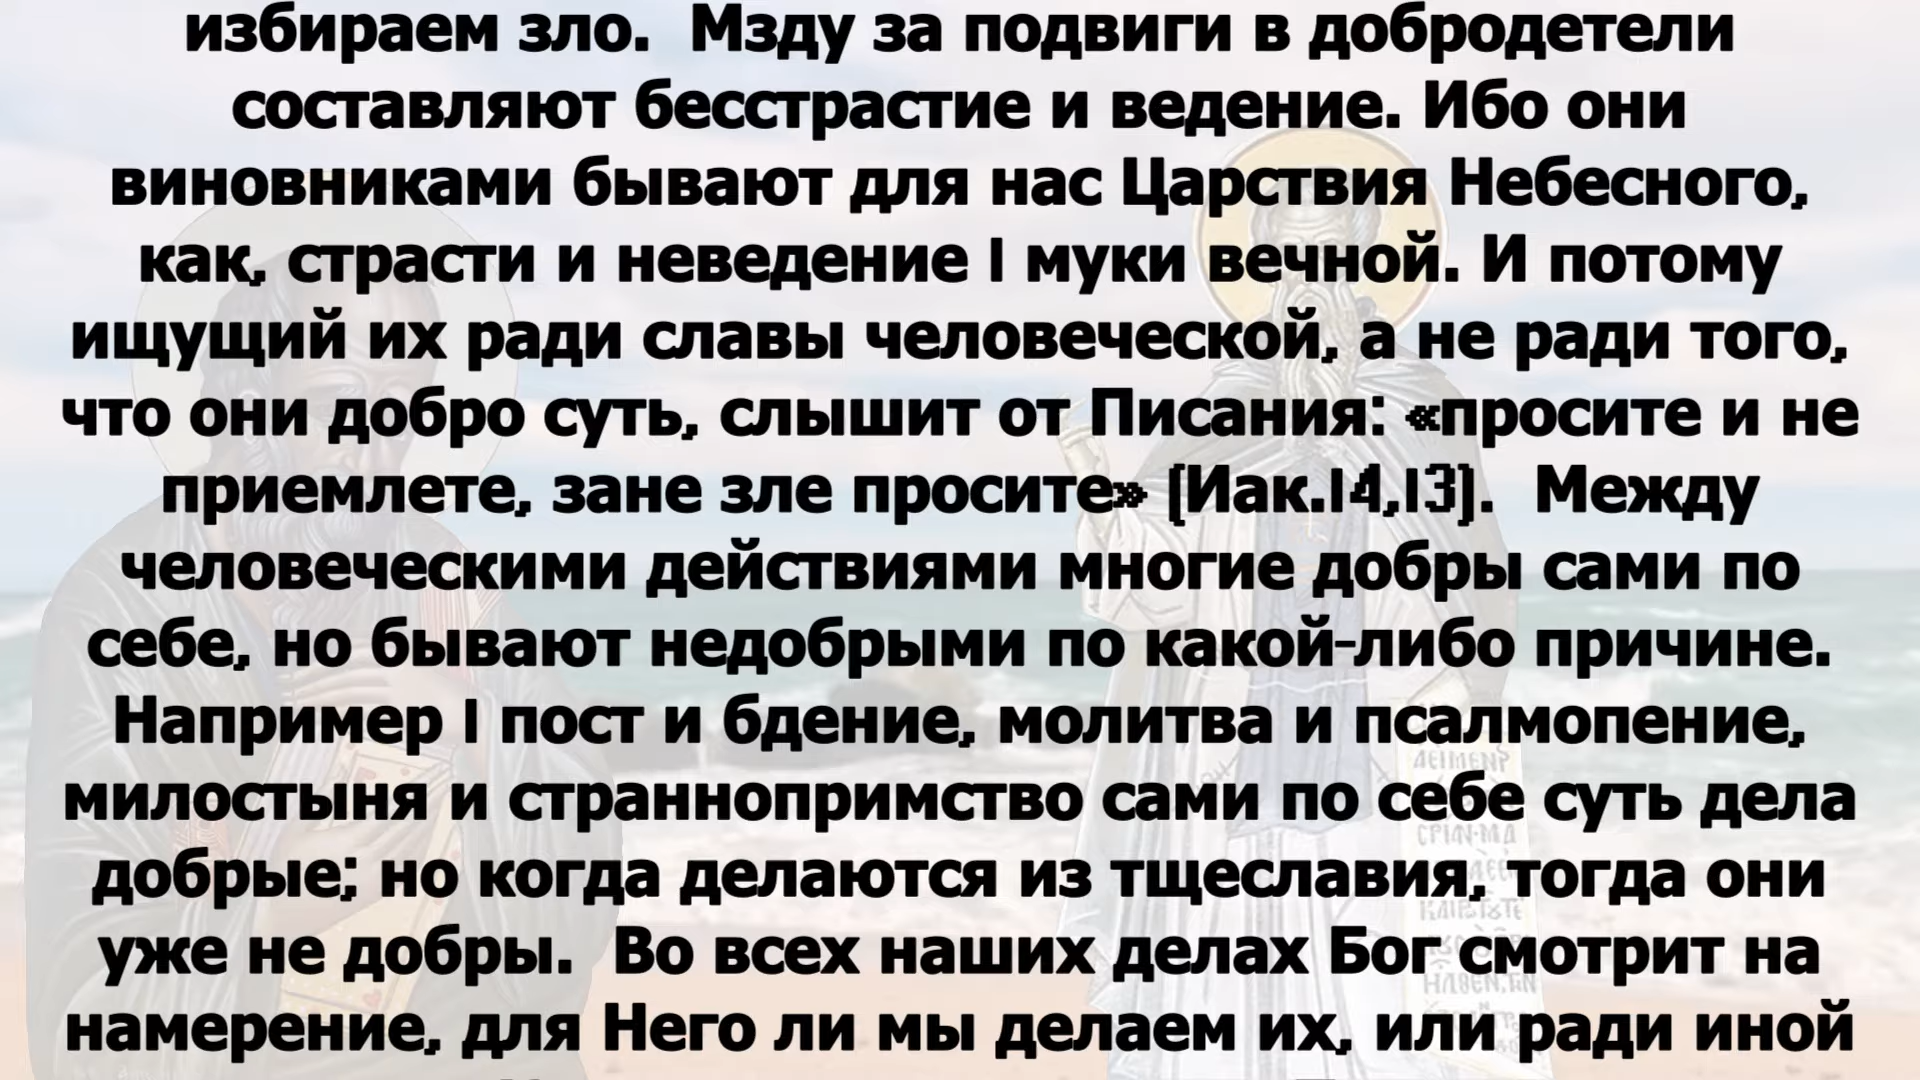 избираем зло. Мзду за подвиги в добродетели
составляют бесстрастие и ведение. Ибо они
виновниками бывают для нас Царствия Небесного,
как, страсти и неведение | муки вечной. И потому
ищущий их ради славы человеческой, а не ради того,
что они добро суть, слышит от Писания: «просите и не
приемлете, зане зле просите» (Иак.14,13). Между
человеческими действиями многие добры сами по
себе, но бывают недобрыми по какой-либо причине.
Например | пост и бдение, молитва и псалмопение,
милостыня и страннопримство сами по себе суть дела
добрые; но когда делаются из тщеславия, тогда они
уже не добры. Во всех наших делах Бог смотрит на
намерение, для Него ли мы делаем их, или ради иной